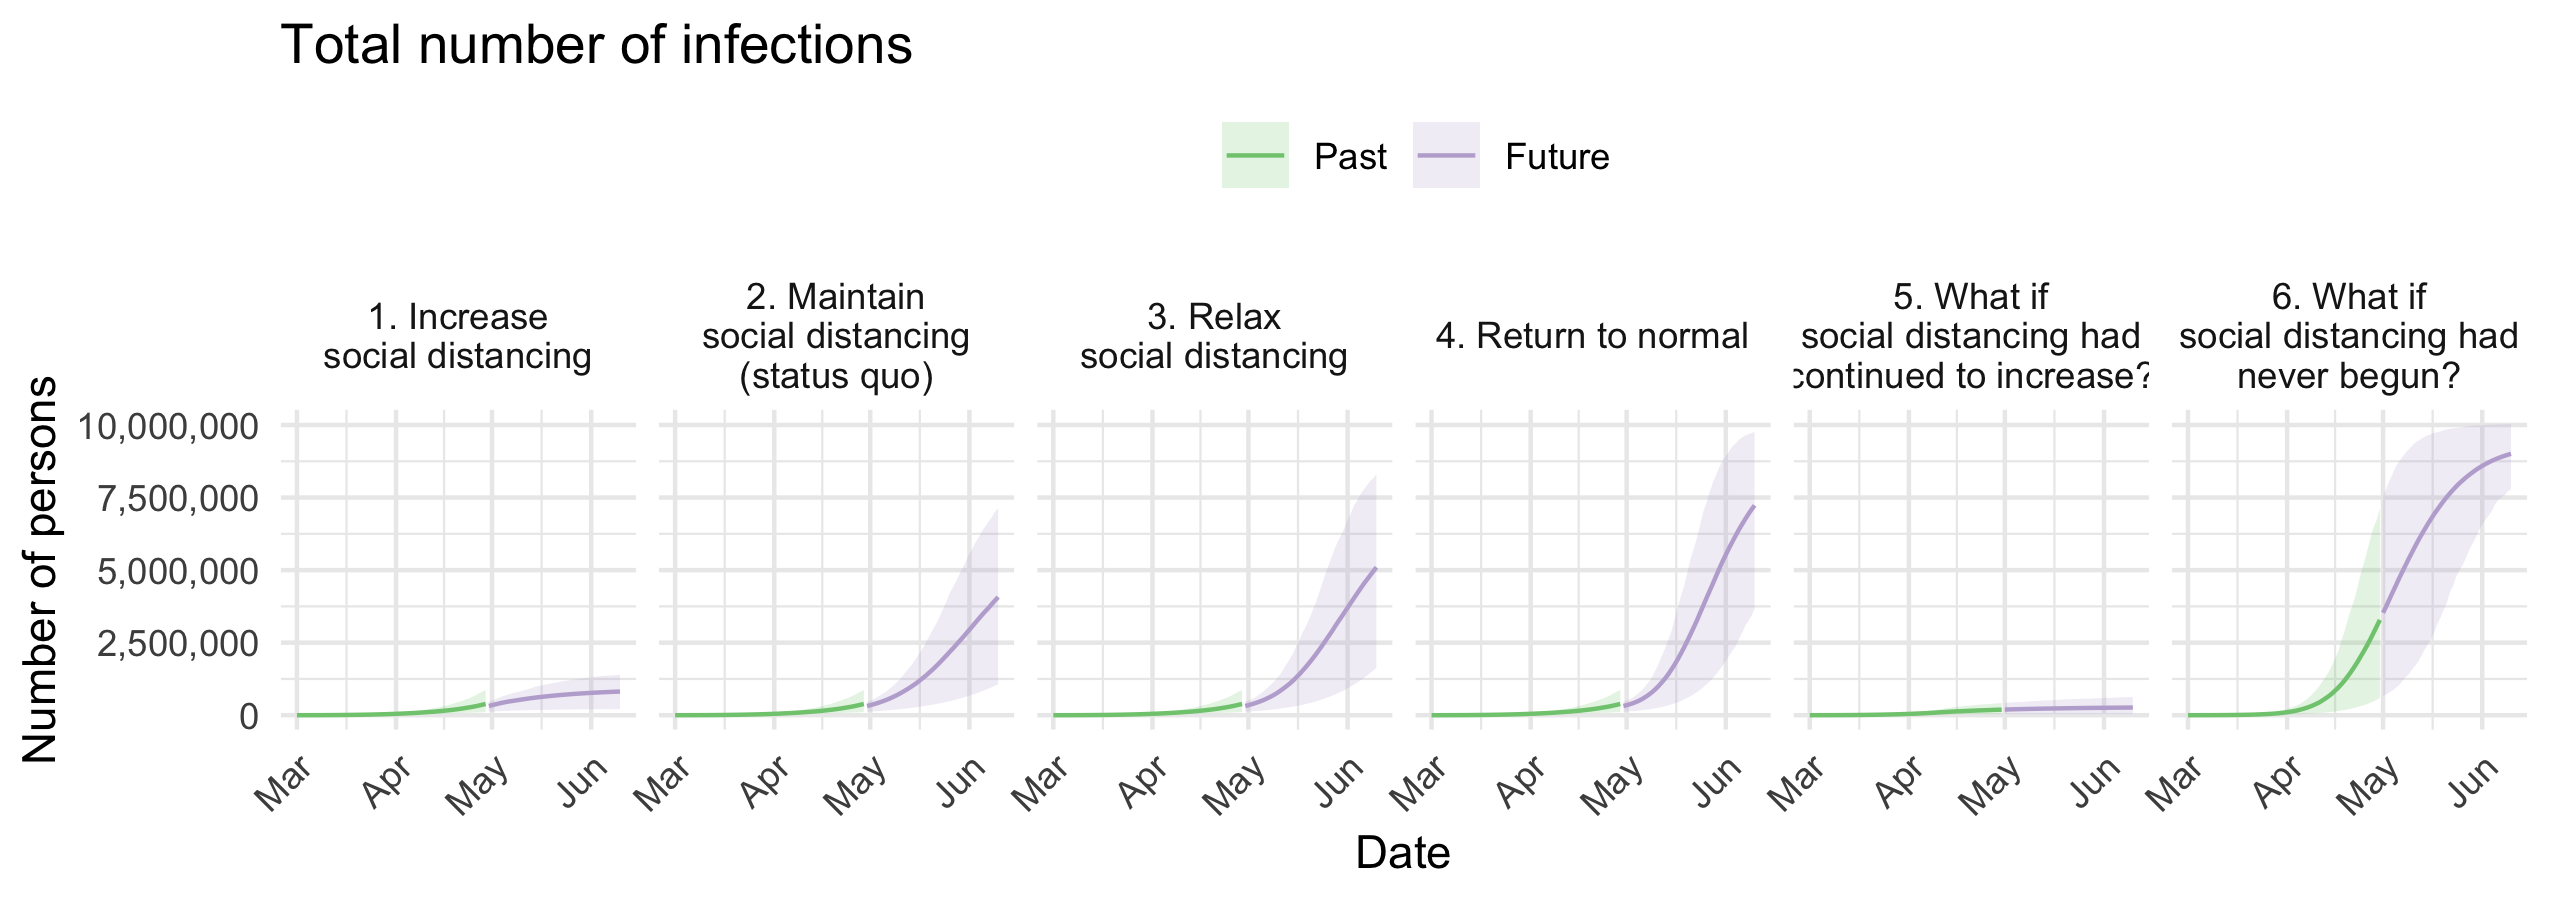 Total number of infections
Past
Future
1. Increase
social distancing
2. Maintain
social distancing
(status quo)
3. Relax
social distancing
4. Return to normal
5. What if
social distancing had
continued to increase?
6. What if
social distancing had
never begun?
Number of persons
10,000,000
7,500,000
5,000,000
2,500,000
0
Mar Apr May Jun
Mar Apr May Jun
Mar Apr May Jun
Mar Apr May Jun
Mar Apr May Jun
Mar Apr May Jun
Date